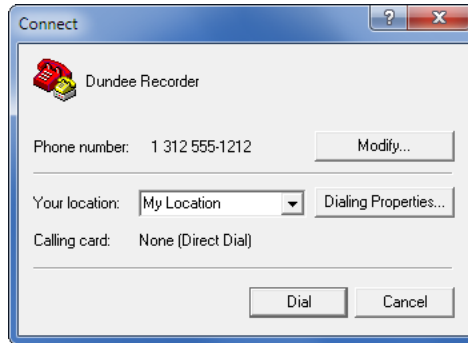 Connect
?
X
Dundee Recorder
Phone number: 1 312 555-1212
Modify...
Your location: My Location
Dialing Properties...
Calling card: None (Direct Dial)
Dial
Cancel